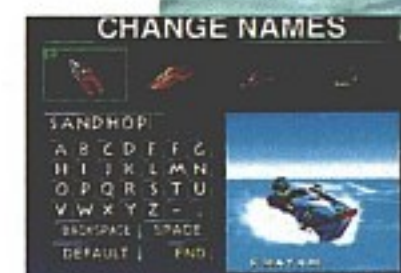 CHANGE NAMES
SANDHOP
A B C D E F G
H I J K L M N
O P Q R S T U
V W X Y Z - .
BACKSPACE SPACE
DEFAULT END